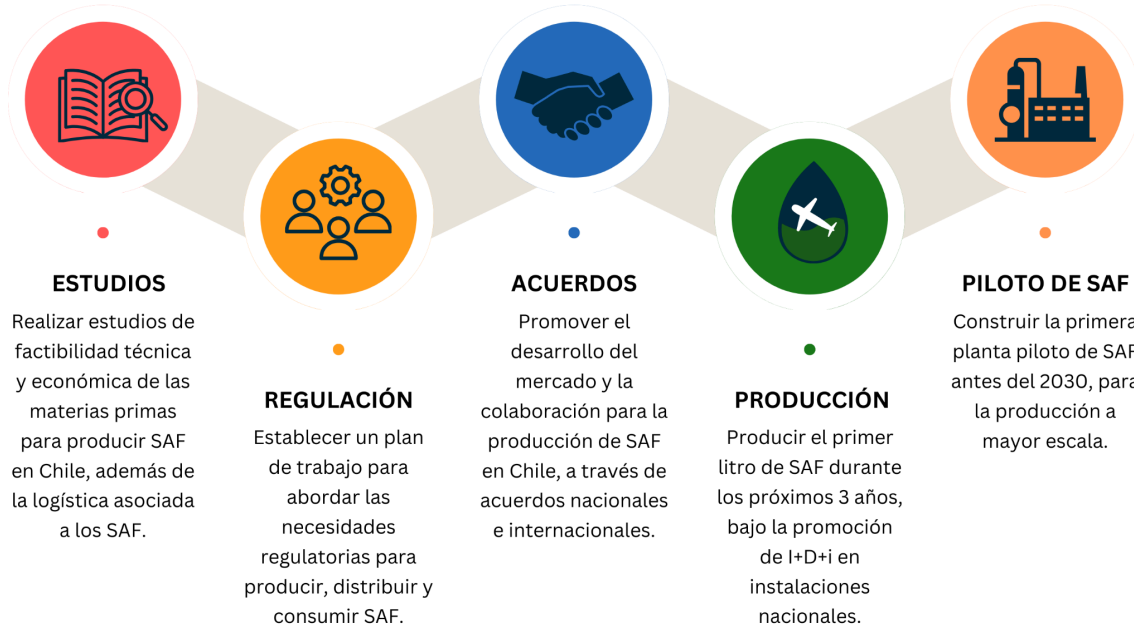 ESTUDIOS
Realizar estudios de
factibilidad técnica
y económica de las
materias primas
para producir SAF
en Chile, además de
la logística asociada
a los SAF.
REGULACIÓN
Establecer un plan
de trabajo para
abordar las
necesidades
regulatorias para
producir, distribuir y
consumir SAF.
ACUERDOS
Promover el
desarrollo del
mercado y la
colaboración para la
producción de SAF
en Chile, a través de
acuerdos nacionales
e internacionales.
PRODUCCIÓN
Producir el primer
litro de SAF durante
los próximos 3 años,
bajo la promoción
de I+D+i en
instalaciones
nacionales.
PILOTO DE SAF
Construir la primera
planta piloto de SAF
antes del 2030, para
la producción a
mayor escala.